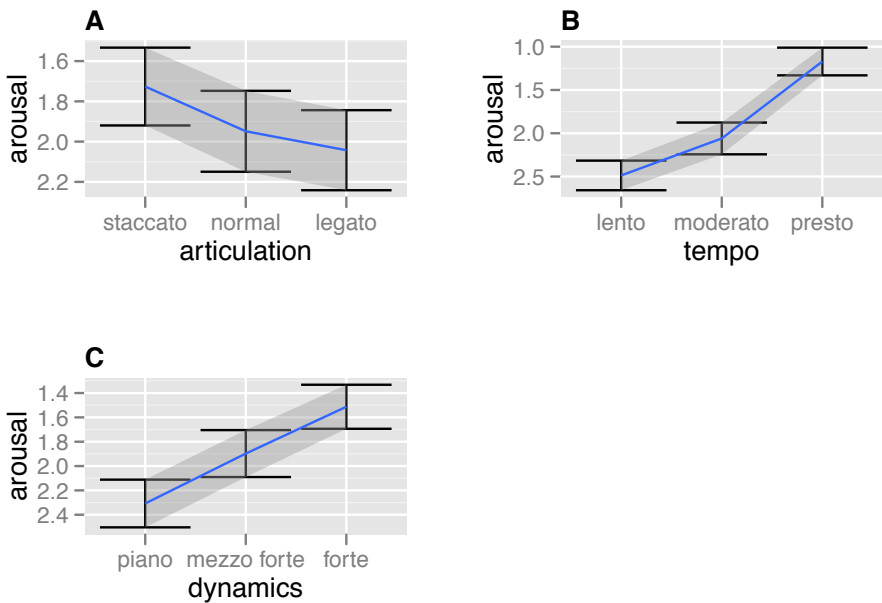 A
arousal
1.6
1.8
2.0
2.2
staccato normal legato
articulation
B
arousal
1.0
1.5
2.0
2.5
lento moderato presto
tempo
C
arousal
1.4
1.6
1.8
2.0
2.2
2.4
piano mezzo forte forte
dynamics